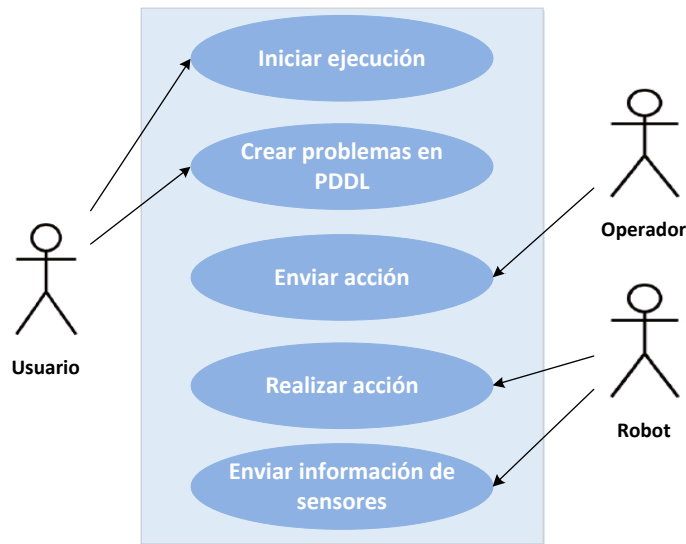 Iniciar ejecución
Crear problemas en
PDDL
Operador
Enviar acción
Usuario
Realizar acción
Robot
Enviar información de
sensores